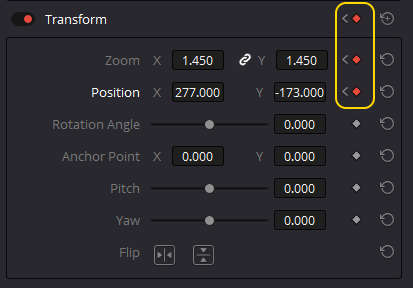 Transform
Zoom X 1.450 Y 1.450
Position X 277.000 Y -173.000
Rotation Angle 0.000
Anchor Point X 0.000 Y 0.000
Pitch 0.000
Yaw 0.000
Flip